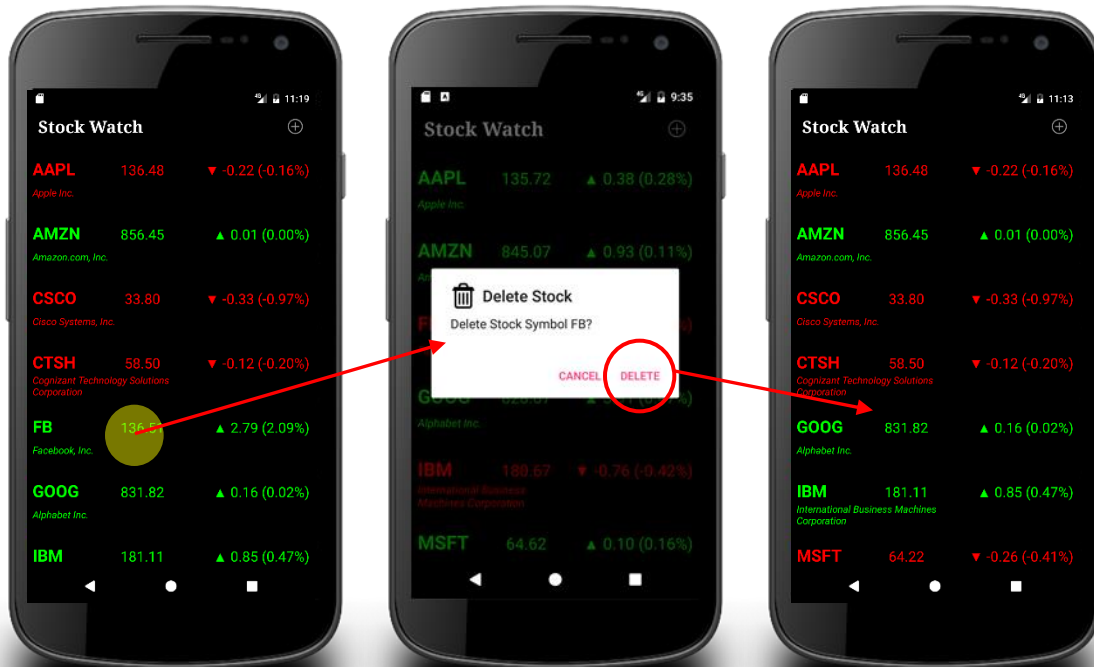 11:19
Stock Watch
AAPL 136.48 ▼ -0.22 (-0.16%)
Apple Inc.
AMZN 856.45 ▲ 0.01 (0.00%)
Amazon.com, Inc.
CSCO 33.80 ▼ -0.33 (-0.97%)
Cisco Systems, Inc
CTSH 58.50 ▼ -0.12 (-0.20%)
Cognizant Technology Solutions
Corporation
FB 136.51 ▲ 2.79 (2.09%)
Facebook, Inc.
GOOG 831.82 ▲ 0.16 (0.02%)
Alphabet Inc.
IBM 181.11 ▲ 0.85 (0.47%)
9:35
Stock Watch
AAPL 135.72 ▲ 0.38 (0.28%)
Apple Inc.
AMZN 845.07 ▲ 0.93 (0.11%)
Delete Stock
Delete Stock Symbol FB?
CANCEL DELETE
Alphabet Inc.
IBM 180.67 ▼ -0.76 (-0.42%)
International Business
Machines Corporation
MSFT 64.62 ▲ 0.10 (0.16%)
11:13
Stock Watch
AAPL 136.48 ▼ -0.22 (-0.16%)
Apple Inc.
AMZN 856.45 ▲ 0.01 (0.00%)
Amazon.com, Inc.
CSCO 33.80 ▼ -0.33 (-0.97%)
Cisco Systems, Inc
CTSH 58.50 ▼ -0.12 (-0.20%)
Cognizant Technology Solutions
Corporation
GOOG 831.82 ▲ 0.16 (0.02%)
Alphabet Inc.
IBM 181.11 ▲ 0.85 (0.47%)
International Business Machines
Corporation
MSFT 64.22 ▼ -0.26 (-0.41%)